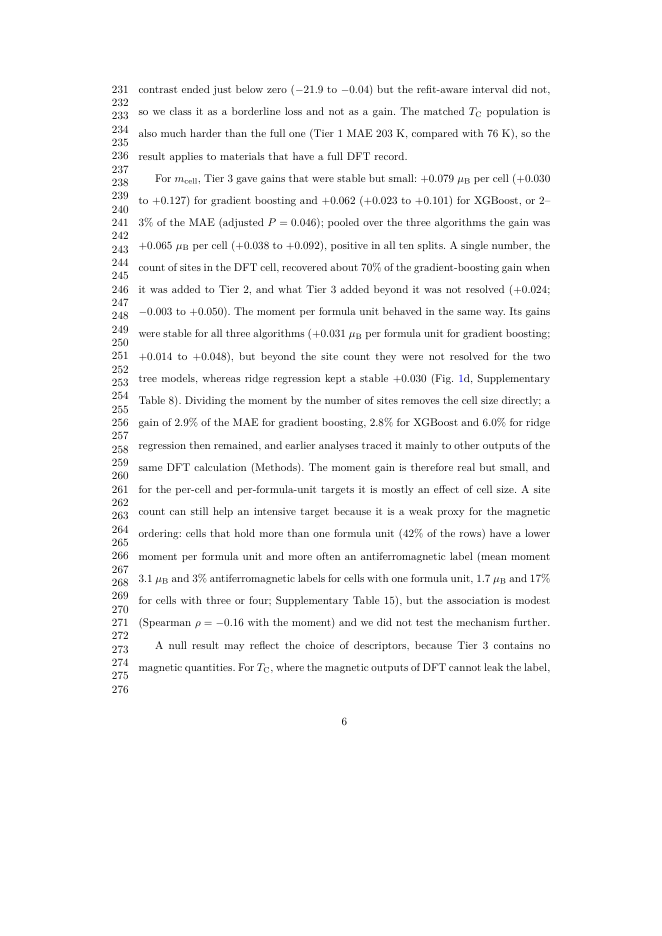 231 contrast ended just below zero (−21.9 to −0.04) but the refit-aware interval did not,
232
233 so we class it as a borderline loss and not as a gain. The matched T_C population is
234 also much harder than the full one (Tier 1 MAE 203 K, compared with 76 K), so the
235
236 result applies to materials that have a full DFT record.
237
238 For m_cell, Tier 3 gave gains that were stable but small: +0.079 μ_B per cell (+0.030
239 to +0.127) for gradient boosting and +0.062 (+0.023 to +0.101) for XGBoost, or 2–
240
241 3% of the MAE (adjusted P = 0.046); pooled over the three algorithms the gain was
242
243 +0.065 μ_B per cell (+0.038 to +0.092), positive in all ten splits. A single number, the
244 count of sites in the DFT cell, recovered about 70% of the gradient-boosting gain when
245
246 it was added to Tier 2, and what Tier 3 added beyond it was not resolved (+0.024;
247
248 −0.003 to +0.050). The moment per formula unit behaved in the same way. Its gains
249 were stable for all three algorithms (+0.031 μ_B per formula unit for gradient boosting;
250
251 +0.014 to +0.048), but beyond the site count they were not resolved for the two
252
253 tree models, whereas ridge regression kept a stable +0.030 (Fig. 1d, Supplementary
254 Table 8). Dividing the moment by the number of sites removes the cell size directly; a
255
256 gain of 2.9% of the MAE for gradient boosting, 2.8% for XGBoost and 6.0% for ridge
257
258 regression then remained, and earlier analyses traced it mainly to other outputs of the
259 same DFT calculation (Methods). The moment gain is therefore real but small, and
260
261 for the per-cell and per-formula-unit targets it is mostly an effect of cell size. A site
262
263 count can still help an intensive target because it is a weak proxy for the magnetic
264 ordering: cells that hold more than one formula unit (42% of the rows) have a lower
265
266 moment per formula unit and more often an antiferromagnetic label (mean moment
267
268 3.1 μ_B and 3% antiferromagnetic labels for cells with one formula unit, 1.7 μ_B and 17%
269 for cells with three or four; Supplementary Table 15), but the association is modest
270
271 (Spearman ρ = −0.16 with the moment) and we did not test the mechanism further.
272
273 A null result may reflect the choice of descriptors, because Tier 3 contains no
274 magnetic quantities. For T_C, where the magnetic outputs of DFT cannot leak the label,
275
276
6